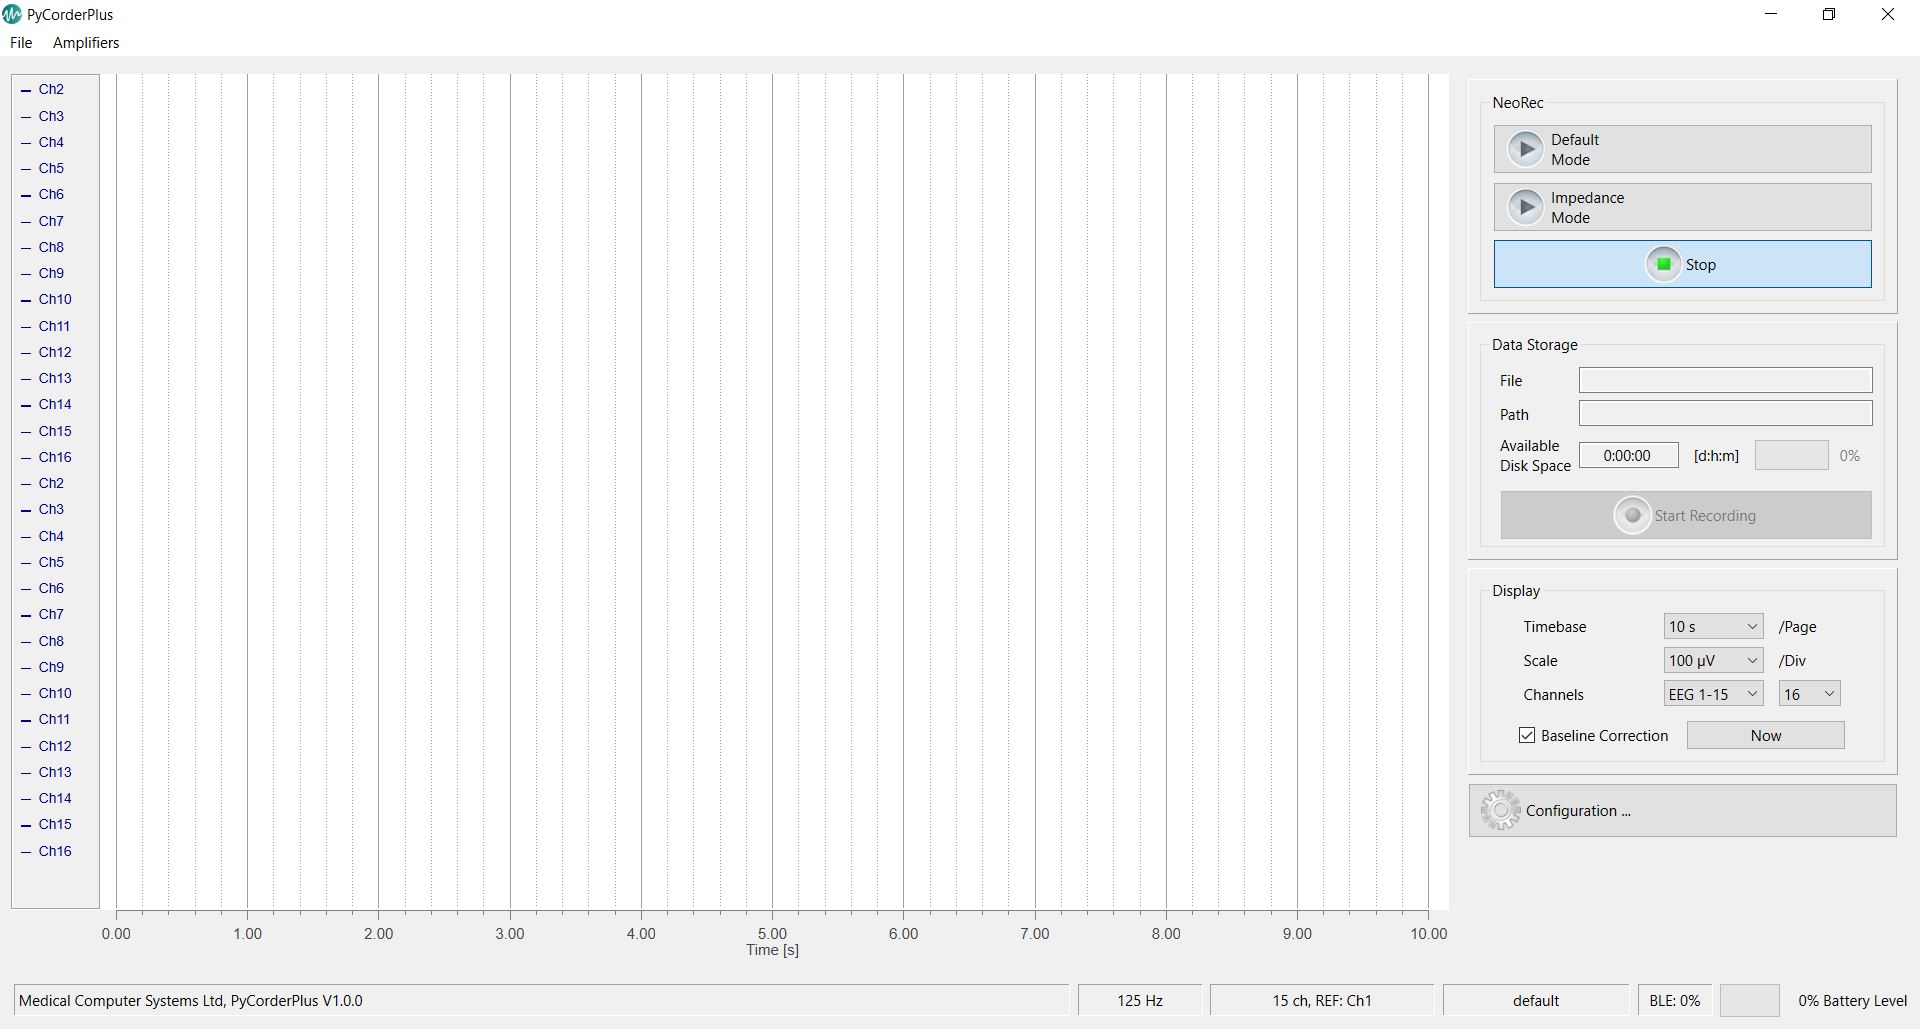 PyCorderPlus
File Amplifiers
Ch2
Ch3
Ch4
Ch5
Ch6
Ch7
Ch8
Ch9
Ch10
Ch11
Ch12
Ch13
Ch14
Ch15
Ch16
Ch2
Ch3
Ch4
Ch5
Ch6
Ch7
Ch8
Ch9
Ch10
Ch11
Ch12
Ch13
Ch14
Ch15
Ch16
0.00 1.00 2.00 3.00 4.00 5.00 6.00 7.00 8.00 9.00 10.00
Time [s]
NeoRec
Default
Mode
Impedance
Mode
Stop
Data Storage
File
Path
Available
Disk Space 0:00:00 [d:h:m] 0%
Start Recording
Display
Timebase 10 s /Page
Scale 100 µV /Div
Channels EEG 1-15 16
Baseline Correction Now
Configuration ...
Medical Computer Systems Ltd, PyCorderPlus V1.0.0 125 Hz 15 ch, REF: Ch1 default BLE: 0% 0% Battery Level